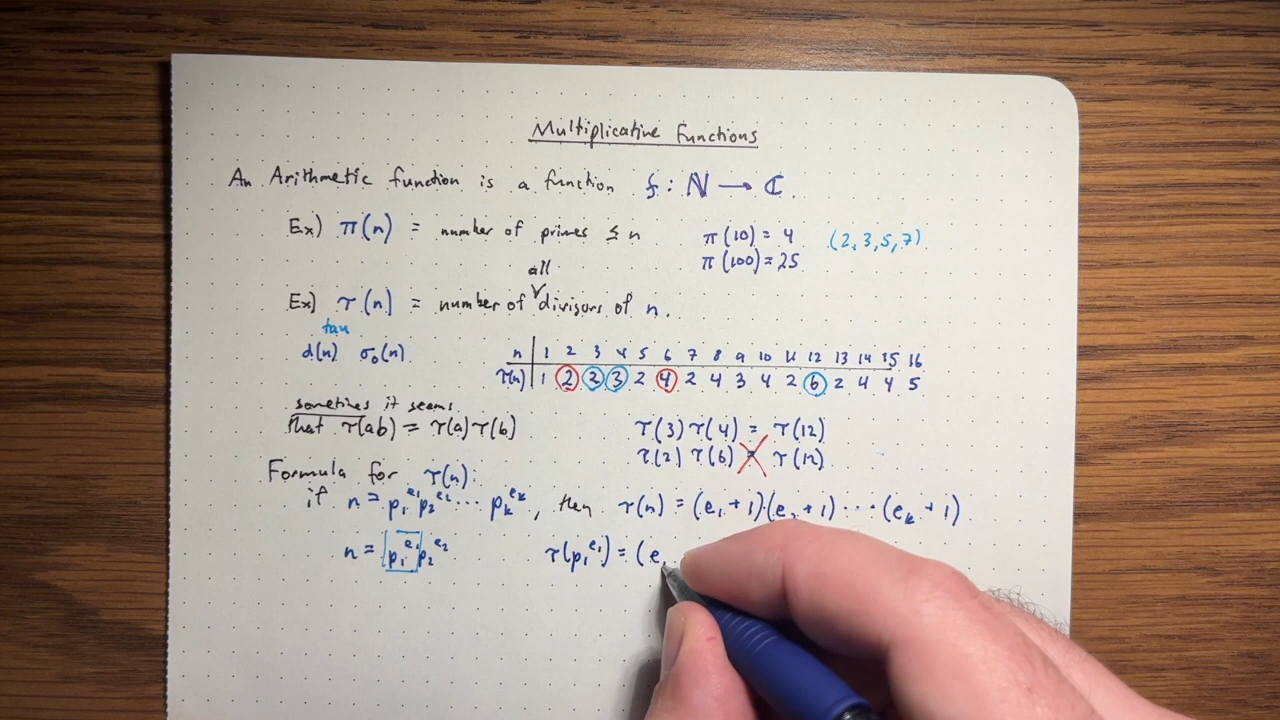 Multiplicative Functions
An Arithmetic function is a function f : ℕ → ℂ.
Ex) π(n) = number of primes ≤ n π(10) = 4 (2,3,5,7)
π(100) = 25
all
Ex) τ(n) = number of divisors of n.
tau
d(n) σ₀(n)
n 1 2 3 4 5 6 7 8 9 10 11 12 13 14 15 16
τ(n) 1 2 2 3 2 4 2 4 3 4 2 6 2 4 4 5
sometimes it seems
that τ(ab) = τ(a)τ(b)
τ(3)τ(4) = τ(12)
τ(2) τ(6) = τ(12)
Formula for τ(n):
if n = p₁^e₁ p₂^e₂ ⋯ pₖ^eₖ, then τ(n) = (e₁+1)·(e₂+1) ⋯ (eₖ+1)
n = p₁^e₁ p₂^e₂ τ(p₁^e₁) = (e